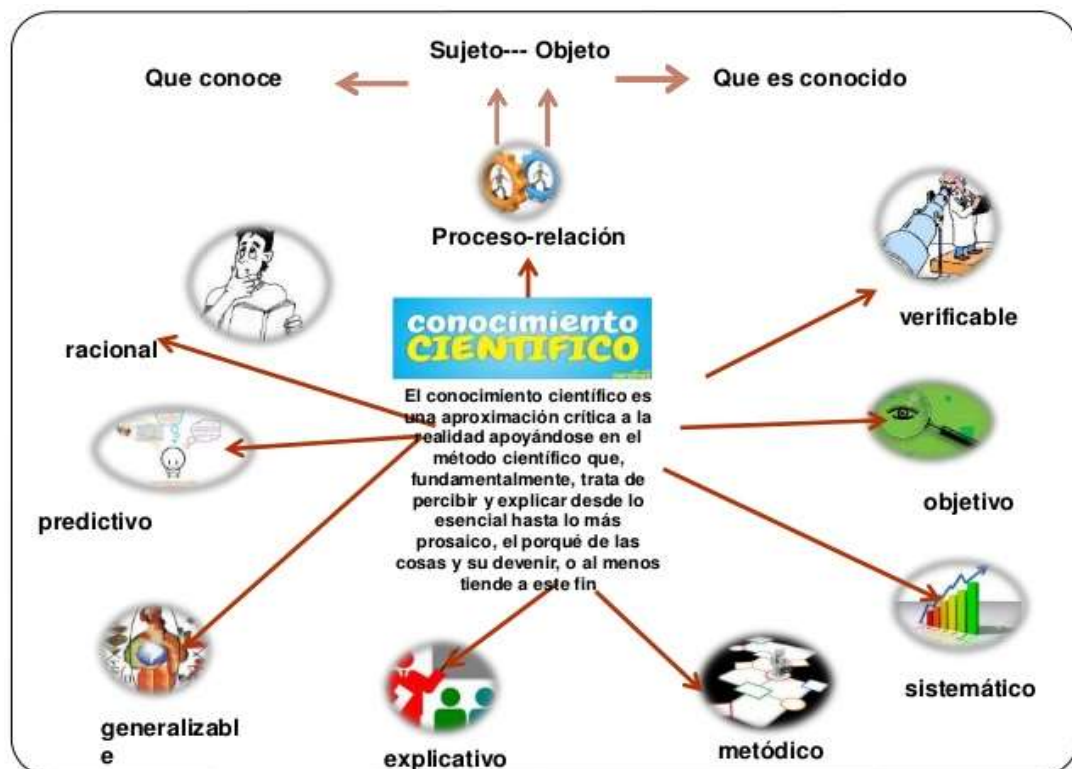 Sujeto--- Objeto
Que conoce
Que es conocido
Proceso-relación
conocimiento
CIENTIFICO
verificable
racional
El conocimiento científico es
una aproximación crítica a la
realidad apoyándose en el
método científico que,
fundamentalmente, trata de
percibir y explicar desde lo
esencial hasta lo más
prosaico, el porqué de las
cosas y su devenir, o al menos
tiende a este fin
objetivo
predictivo
sistemático
generalizabl
e
explicativo
metódico